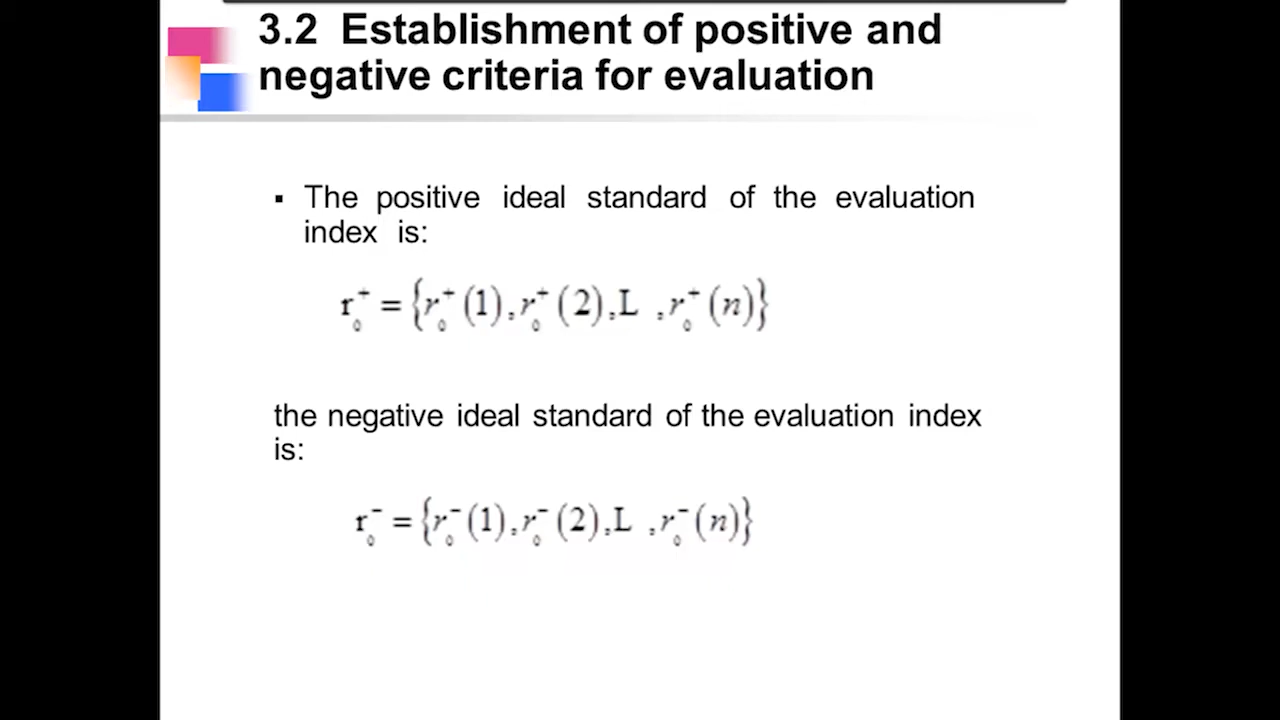 3.2 Establishment of positive and
negative criteria for evaluation
▪ The positive ideal standard of the evaluation
index is:
r₀⁺ = {r₀⁺(1), r₀⁺(2), L , r₀⁺(n)}
the negative ideal standard of the evaluation index
is:
r₀⁻ = {r₀⁻(1), r₀⁻(2), L , r₀⁻(n)}